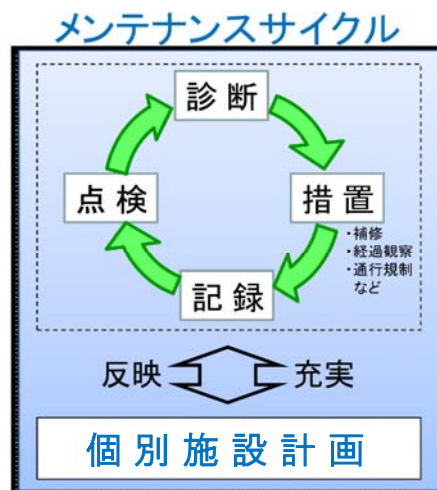 メンテナンスサイクル
診断
点検
措置
・補修
・経過観察
・通行規制
など
記録
反映
充実
個別施設計画